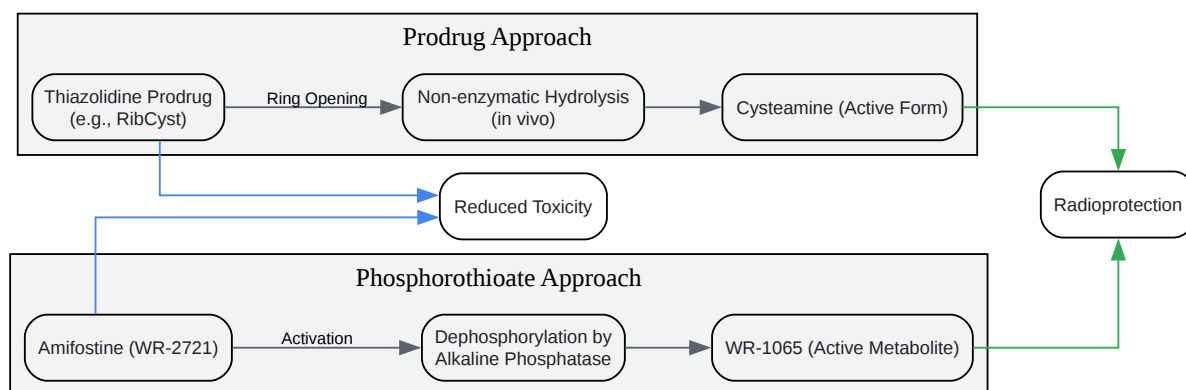 Prodrug Approach
Thiazolidine Prodrug
(e.g., RibCyst)
Ring Opening
Non-enzymatic Hydrolysis
(in vivo)
Cysteamine (Active Form)
Reduced Toxicity
Radioprotection
Phosphorothioate Approach
Amifostine (WR-2721)
Activation
Dephosphorylation by
Alkaline Phosphatase
WR-1065 (Active Metabolite)